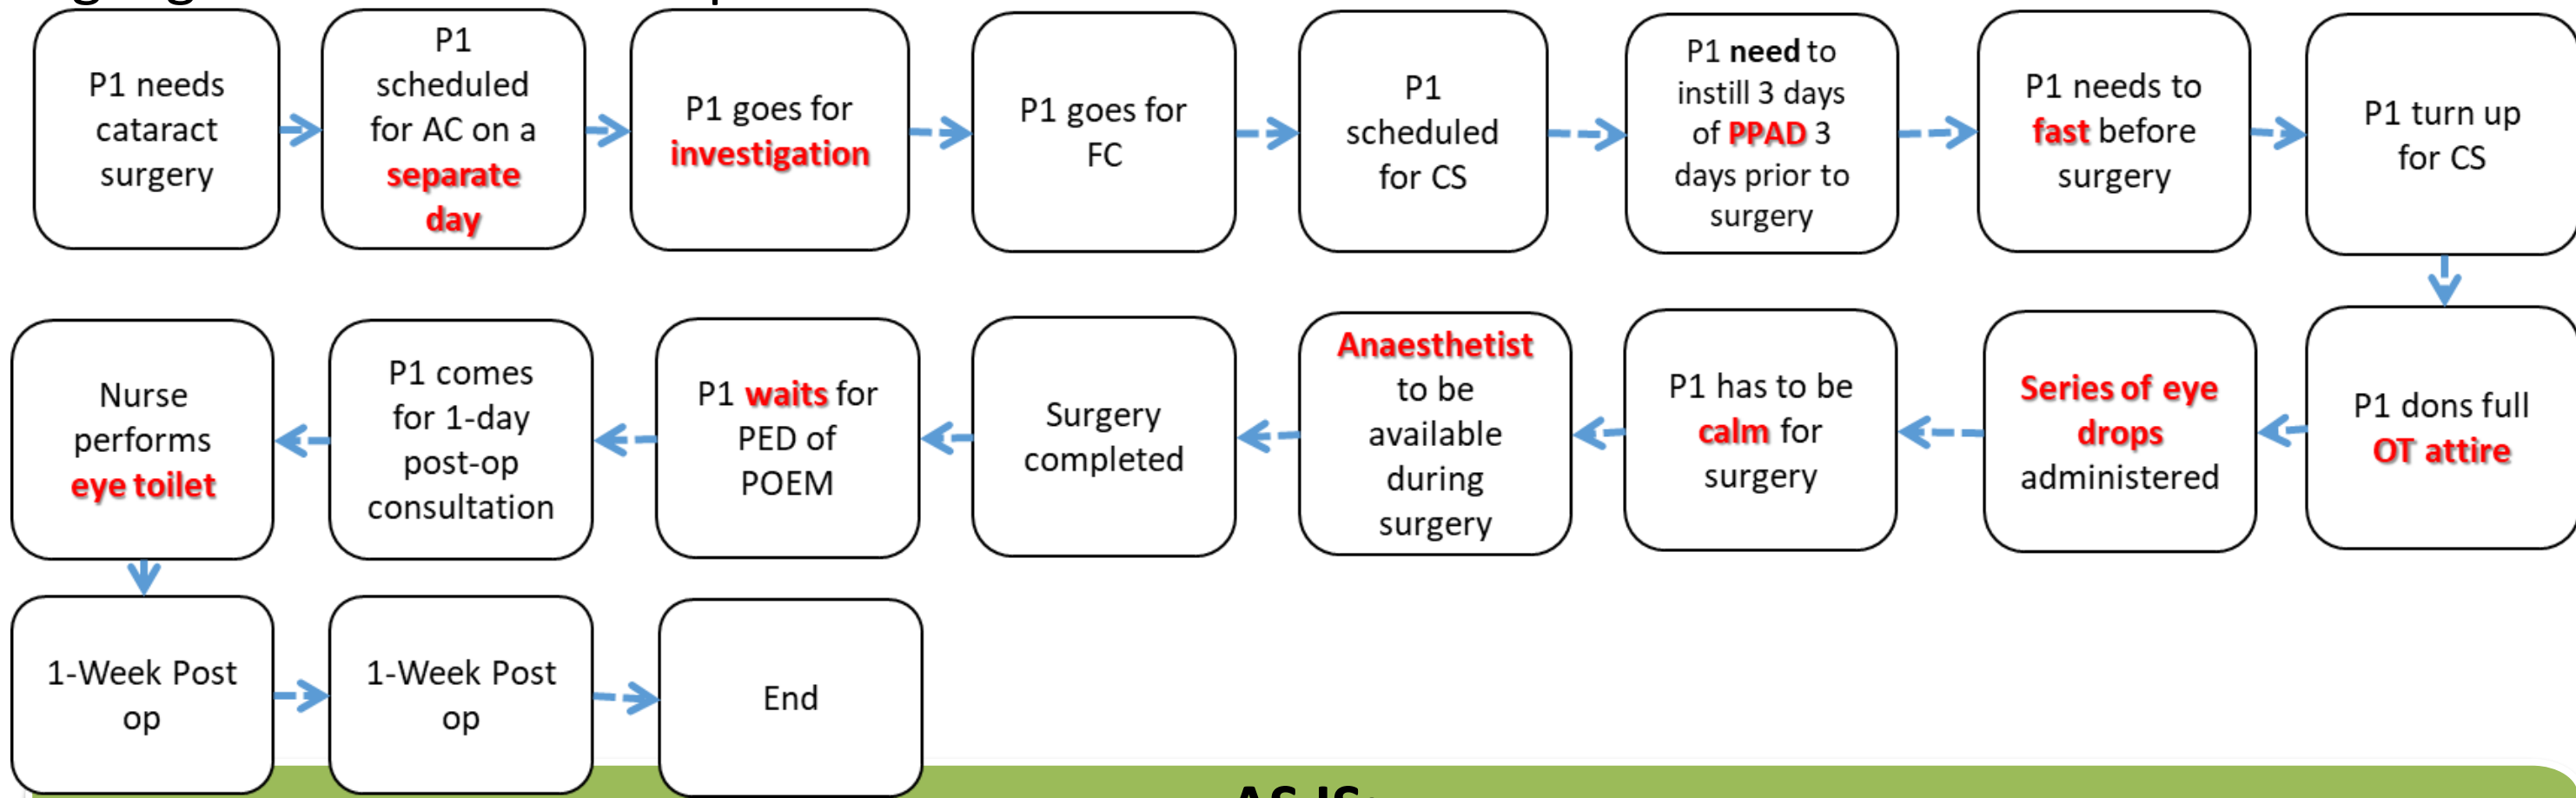 P1 needs
cataract
surgery
P1
scheduled
for AC on a
separate
day
P1 goes for
investigation
P1 goes for
FC
P1
scheduled
for CS
P1 need to
instill 3 days
of PPAD 3
days prior to
surgery
P1 needs to
fast before
surgery
P1 turn up
for CS
P1 dons full
OT attire
Series of eye
drops
administered
P1 has to be
calm for
surgery
Anaesthetist
to be
available
during
surgery
Surgery
completed
P1 waits for
PED of
POEM
P1 comes
for 1-day
post-op
consultation
Nurse
performs
eye toilet
1-Week Post
op
1-Week Post
op
End
AS IS: